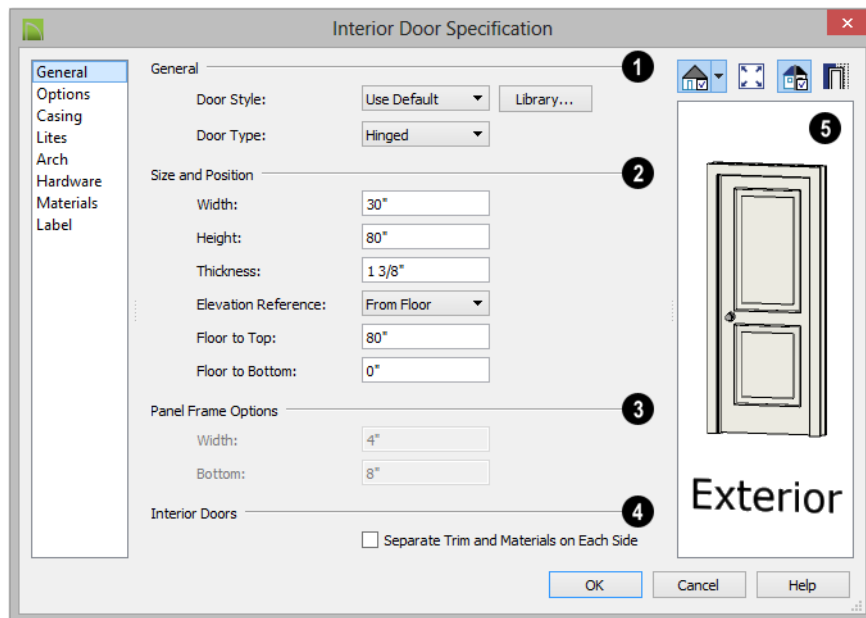 Interior Door Specification
General
Options
Casing
Lites
Arch
Hardware
Materials
Label
General 1
Door Style: Use Default Library...
Door Type: Hinged
Size and Position 2
Width: 30"
Height: 80"
Thickness: 1 3/8"
Elevation Reference: From Floor
Floor to Top: 80"
Floor to Bottom: 0"
Panel Frame Options 3
Width: 4"
Bottom: 8"
Interior Doors 4
Separate Trim and Materials on Each Side
5
Exterior
OK Cancel Help